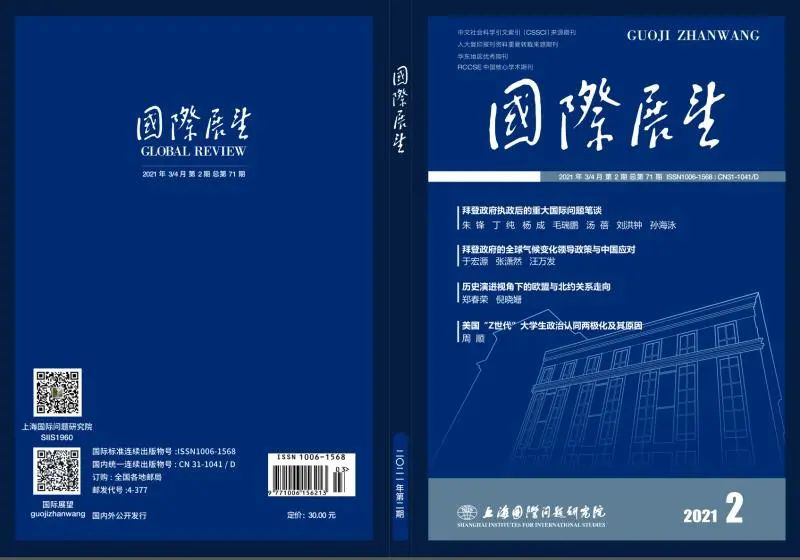 國際展望
GLOBAL REVIEW
2021 年 3/4 月 第 2 期 总第 71 期
上海国际问题研究院
SIIS1960
国际展望
guojizhanwang
国际标准连续出版物号 :ISSN1006-1568
国内统一连续出版物号 : CN 31-1041 / D
订购 : 全国各地邮局
邮发代号 :4-377
国内外公开发行
ISSN 1006-1568
03
9 771006 156213
定价: 30.00 元
國際展望
二〇二一年第二期
中文社会科学引文索引 (CSSCI) 来源期刊
人大复印报刊资料重要转载来源期刊
华东地区优秀期刊
RCCSE 中国核心学术期刊
GUOJI ZHANWANG
國際展望
2021 年 3/4 月 第 2 期 总第 71 期 ISSN1006-1568 | CN31-1041/D
拜登政府执政后的重大国际问题笔谈
朱 锋 丁 纯 杨 成 毛瑞鹏 汤 蓓 刘洪钟 孙海泳
拜登政府的全球气候变化领导政策与中国应对
于宏源 张潇然 汪万发
历史演进视角下的欧盟与北约关系走向
郑春荣 倪晓姗
美国“Z世代”大学生政治认同两极化及其原因
周 顺
上海国际问题研究院
SHANGHAI INSTITUTES FOR INTERNATIONAL STUDIES
2021 2